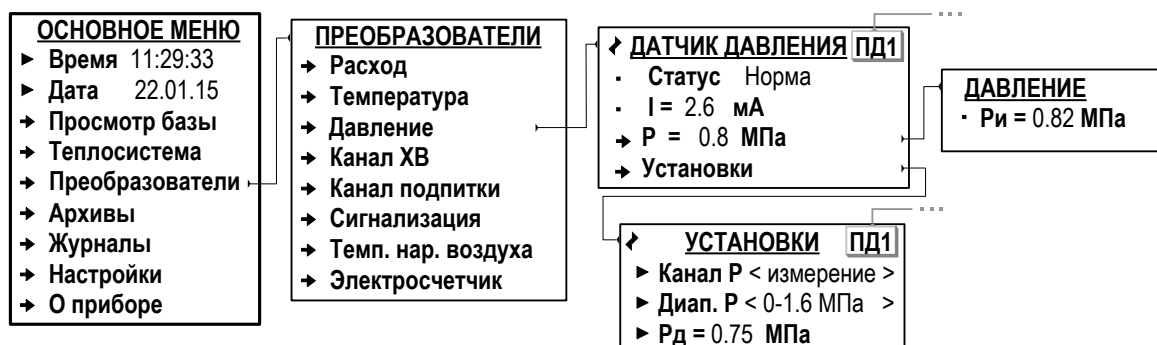 ОСНОВНОЕ МЕНЮ
Время 11:29:33
Дата 22.01.15
Просмотр базы
Теплосистема
Преобразователи
Архивы
Журналы
Настройки
О приборе
ПРЕОБРАЗОВАТЕЛИ
Расход
Температура
Давление
Канал ХВ
Канал подпитки
Сигнализация
Темп. нар. воздуха
Электросчетчик
ДАТЧИК ДАВЛЕНИЯ ПД1
Статус Норма
I = 2.6 мА
P = 0.8 МПа
Установки
ДАВЛЕНИЕ
Ри = 0.82 МПа
УСТАНОВКИ ПД1
Канал P < измерение >
Диап. P < 0-1.6 МПа >
Рд = 0.75 МПа